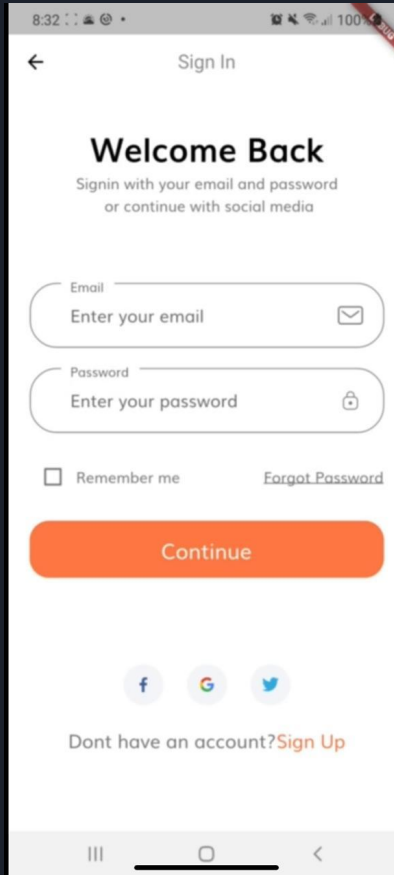 8:32
100%
Sign In
Welcome Back
Signin with your email and password
or continue with social media
Email
Enter your email
Password
Enter your password
Remember me
Forgot Password
Continue
f
G
Dont have an account?Sign Up